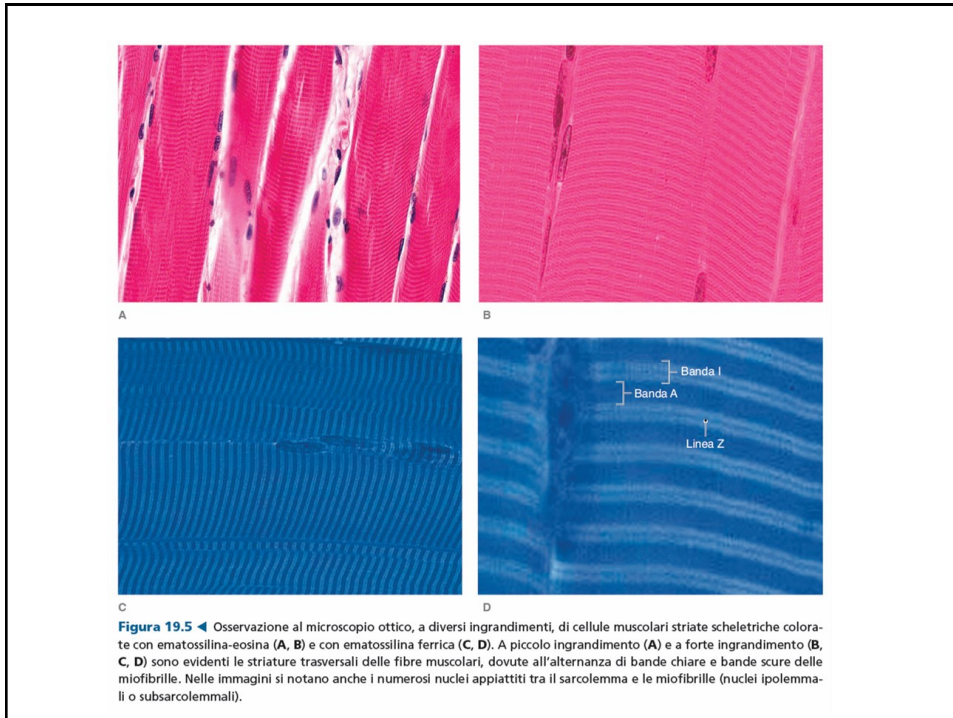 A
B
Banda I
Banda A
Linea Z
C
D
Figura 19.5 ◄ Osservazione al microscopio ottico, a diversi ingrandimenti, di cellule muscolari striate scheletriche colora-
te con ematossilina-eosina (A, B) e con ematossilina ferrica (C, D). A piccolo ingrandimento (A) e a forte ingrandimento (B,
C, D) sono evidenti le striature trasversali delle fibre muscolari, dovute all'alternanza di bande chiare e bande scure delle
miofibrille. Nelle immagini si notano anche i numerosi nuclei appiattiti tra il sarcolemma e le miofibrille (nuclei ipolemma-
li o subsarcolemmali).